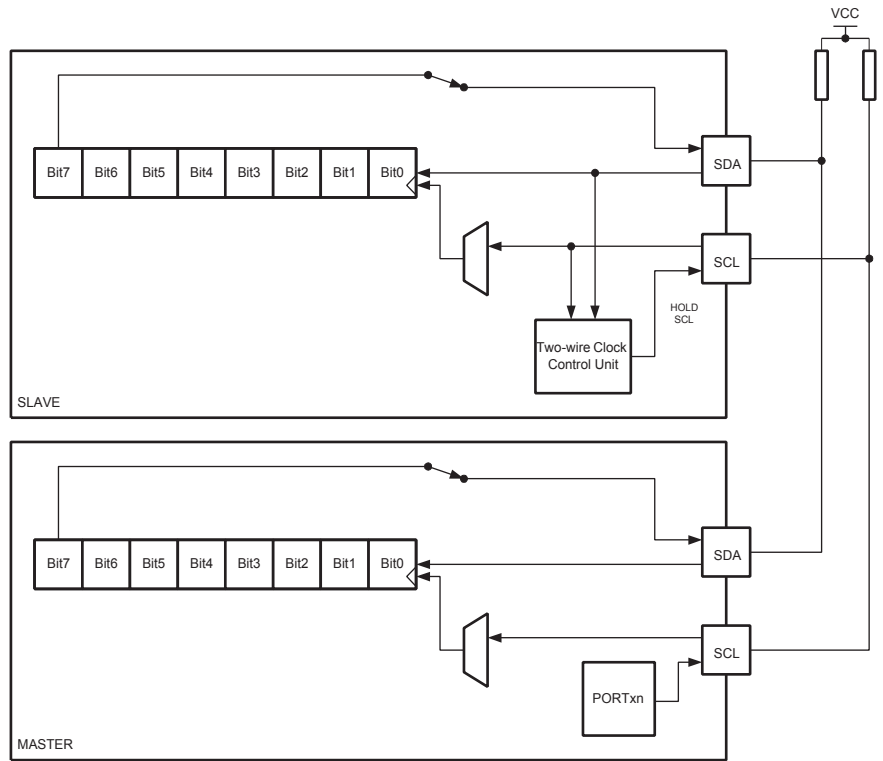 VCC
Bit7 Bit6 Bit5 Bit4 Bit3 Bit2 Bit1 Bit0
SDA
SCL
HOLD
SCL
Two-wire Clock
Control Unit
SLAVE
Bit7 Bit6 Bit5 Bit4 Bit3 Bit2 Bit1 Bit0
SDA
SCL
PORTxn
MASTER